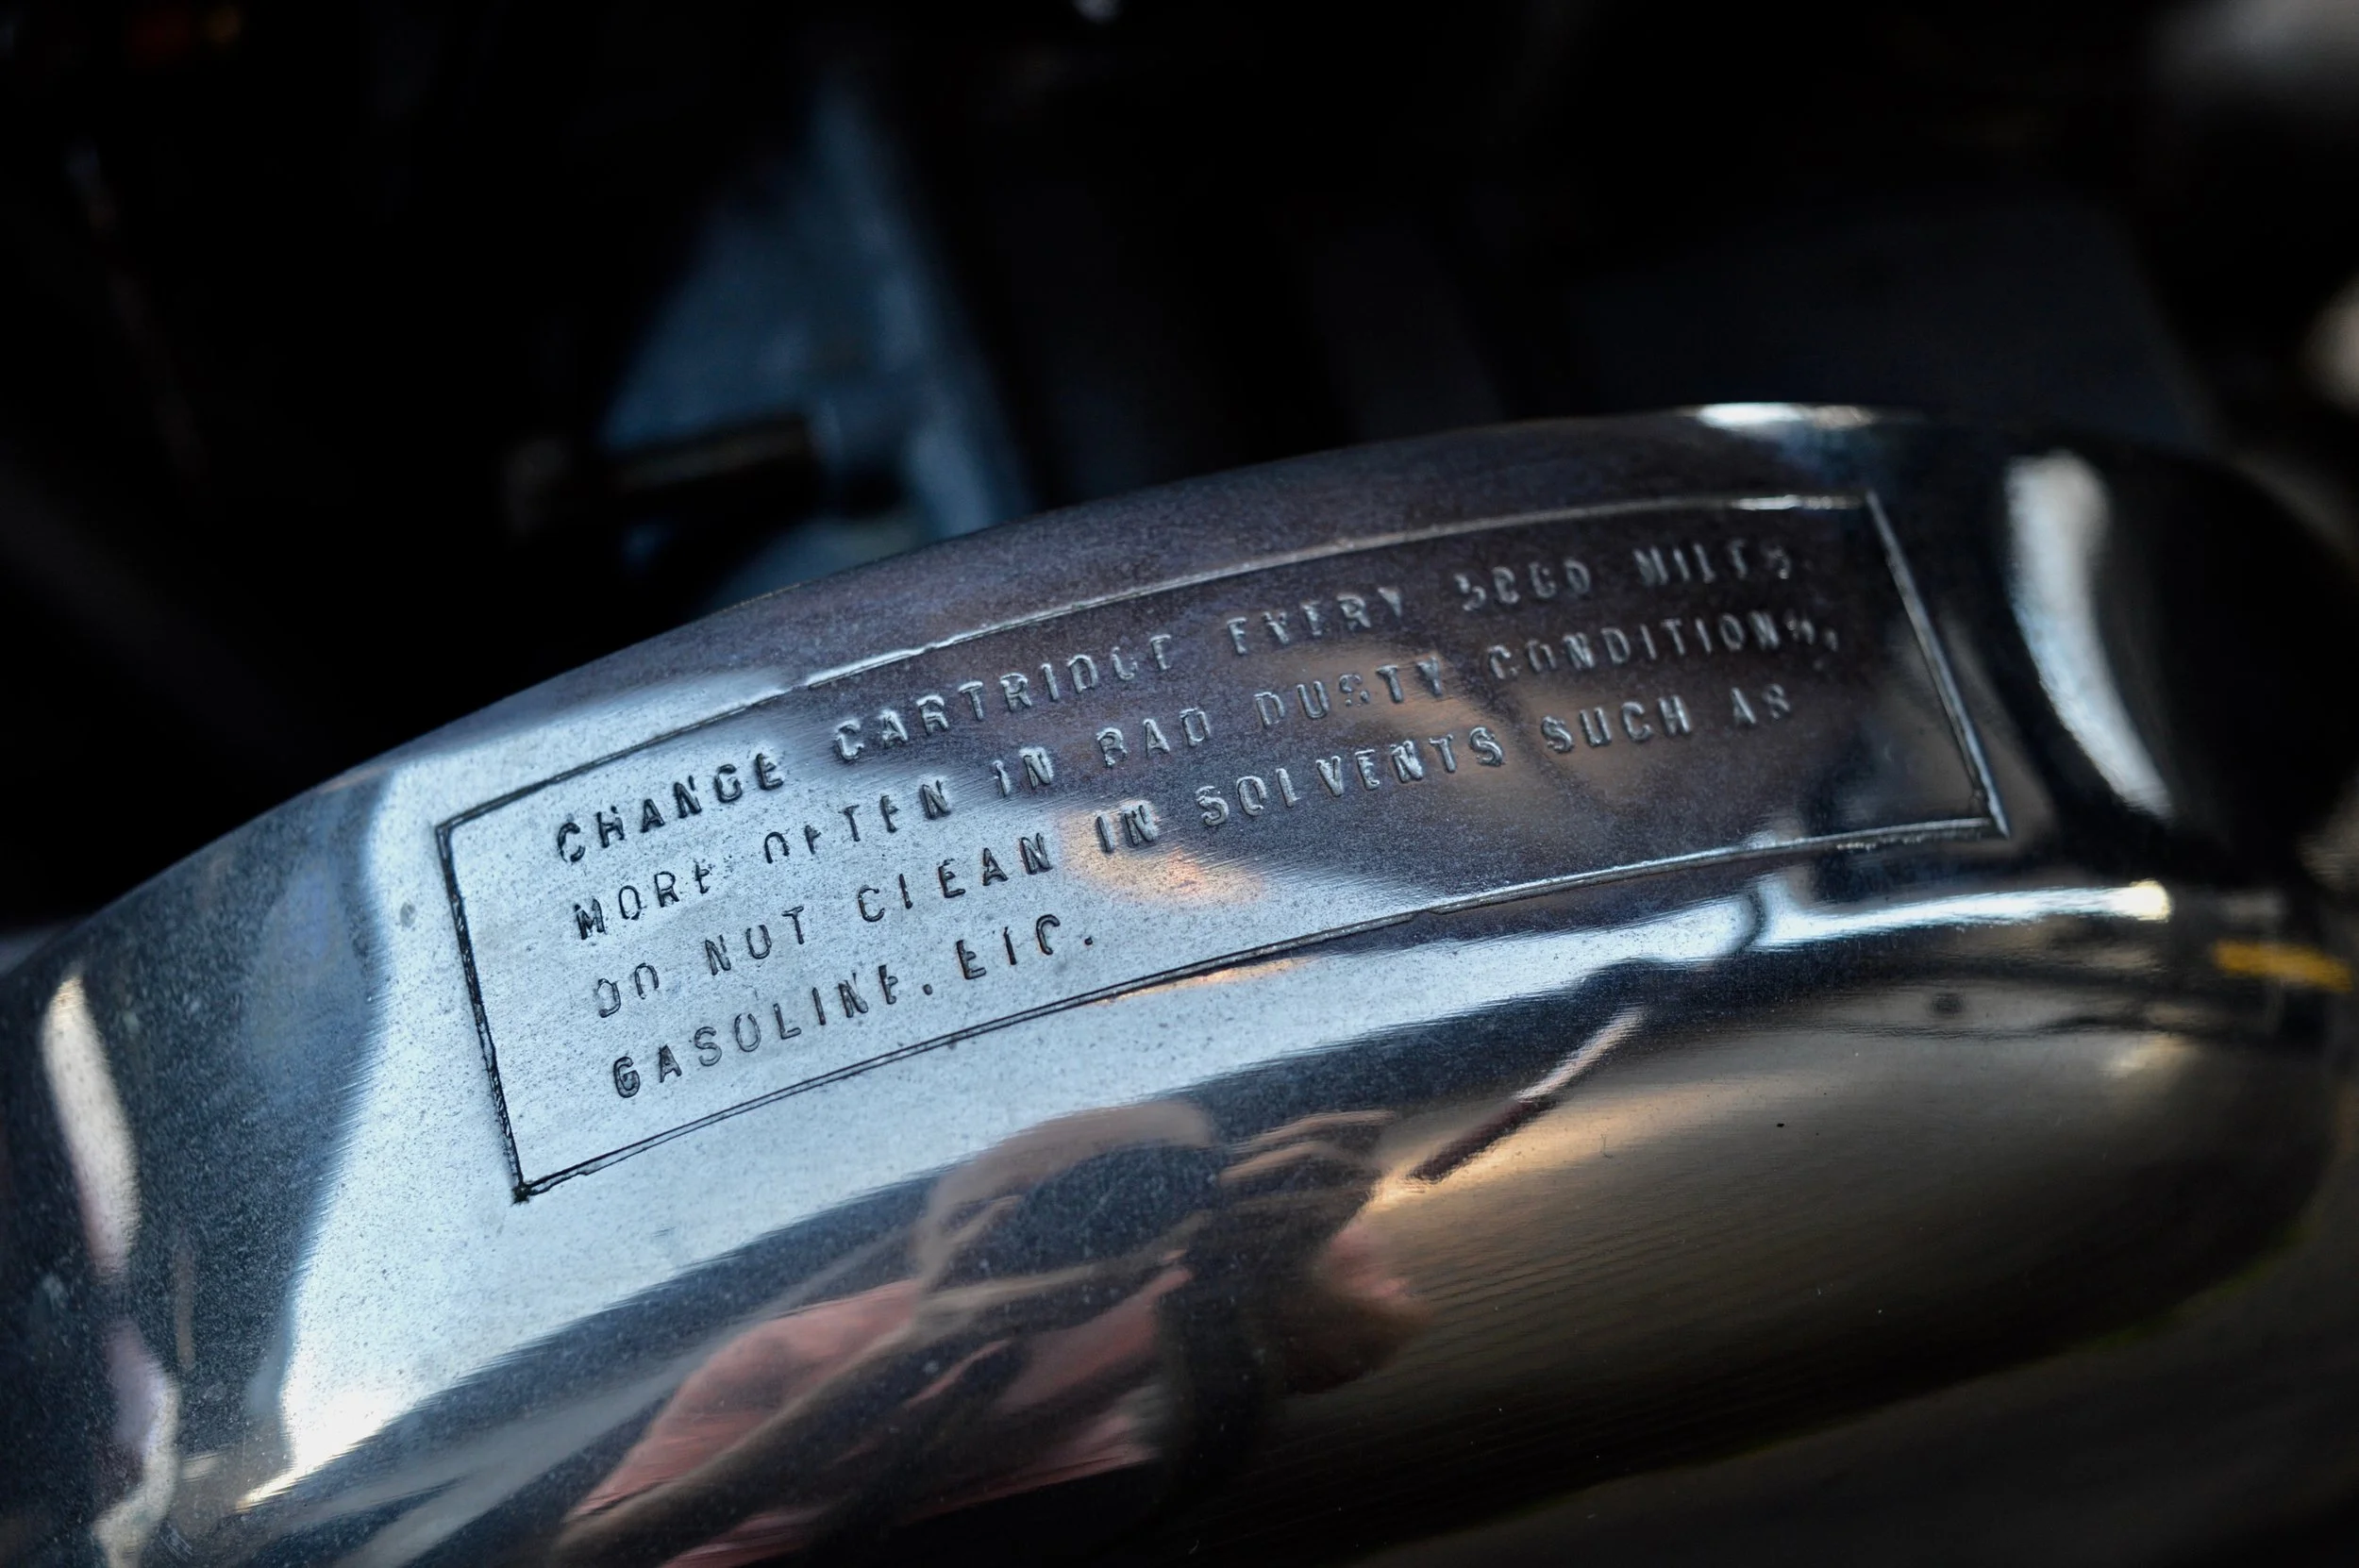 CHANGE CARTRIDGE EVERY 5000 MILES
MORE OFTEN IN BAD DUSTY CONDITIONS.
DO NOT CLEAN IN SOLVENTS SUCH AS
GASOLINE. ETC.